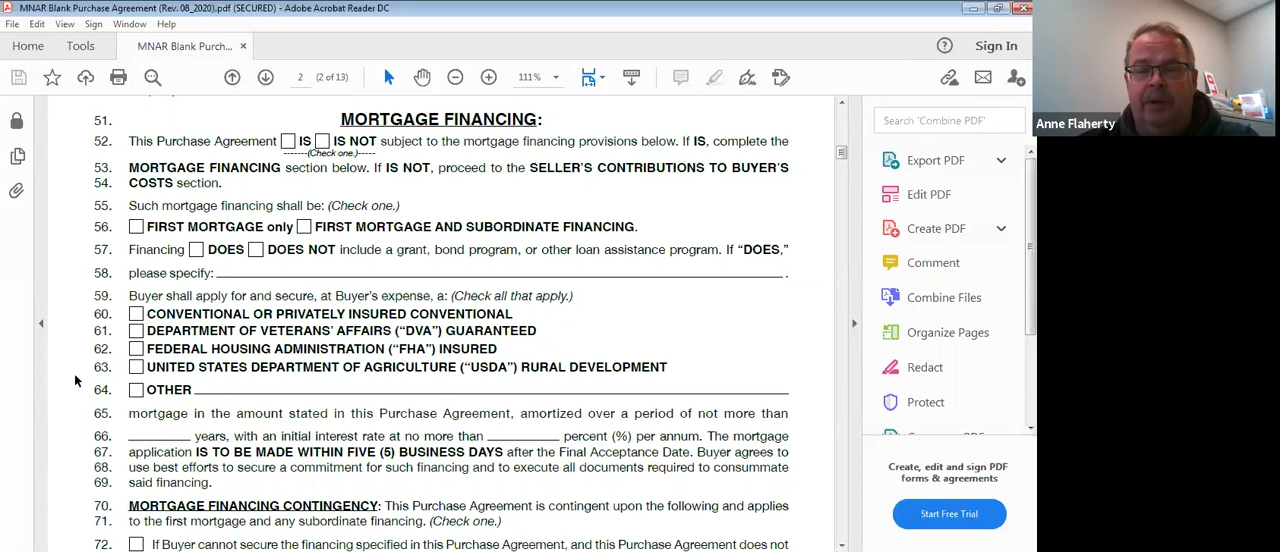 MNAR Blank Purchase Agreement (Rev. 08_2020).pdf (SECURED) - Adobe Acrobat Reader DC
File Edit View Sign Window Help
Home Tools MNAR Blank Purch... × Sign In
2 (2 of 13) 111%
51. MORTGAGE FINANCING:
52. This Purchase Agreement IS IS NOT subject to the mortgage financing provisions below. If IS, complete the
------(Check one.)-----
53. MORTGAGE FINANCING section below. If IS NOT, proceed to the SELLER'S CONTRIBUTIONS TO BUYER'S
54. COSTS section.
55. Such mortgage financing shall be: (Check one.)
56. FIRST MORTGAGE only FIRST MORTGAGE AND SUBORDINATE FINANCING.
57. Financing DOES DOES NOT include a grant, bond program, or other loan assistance program. If "DOES,"
58. please specify: .
59. Buyer shall apply for and secure, at Buyer's expense, a: (Check all that apply.)
60. CONVENTIONAL OR PRIVATELY INSURED CONVENTIONAL
61. DEPARTMENT OF VETERANS' AFFAIRS ("DVA") GUARANTEED
62. FEDERAL HOUSING ADMINISTRATION ("FHA") INSURED
63. UNITED STATES DEPARTMENT OF AGRICULTURE ("USDA") RURAL DEVELOPMENT
64. OTHER
65. mortgage in the amount stated in this Purchase Agreement, amortized over a period of not more than
66. years, with an initial interest rate at no more than percent (%) per annum. The mortgage
67. application IS TO BE MADE WITHIN FIVE (5) BUSINESS DAYS after the Final Acceptance Date. Buyer agrees to
68. use best efforts to secure a commitment for such financing and to execute all documents required to consummate
69. said financing.
70. MORTGAGE FINANCING CONTINGENCY: This Purchase Agreement is contingent upon the following and applies
71. to the first mortgage and any subordinate financing. (Check one.)
72. If Buyer cannot secure the financing specified in this Purchase Agreement, and this Purchase Agreement does not
Search 'Combine PDF'
Export PDF
Edit PDF
Create PDF
Comment
Combine Files
Organize Pages
Redact
Protect
Create, edit and sign PDF
forms & agreements
Start Free Trial
Anne Flaherty